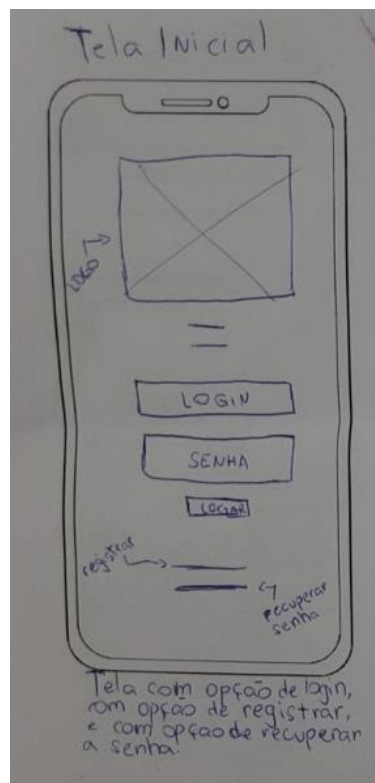 Tela Inicial
LOGO
LOGIN
SENHA
LOGAR
registrar
recuperar
senha
Tela com opção de login,
com opção de registrar,
e com opção de recuperar
a senha.